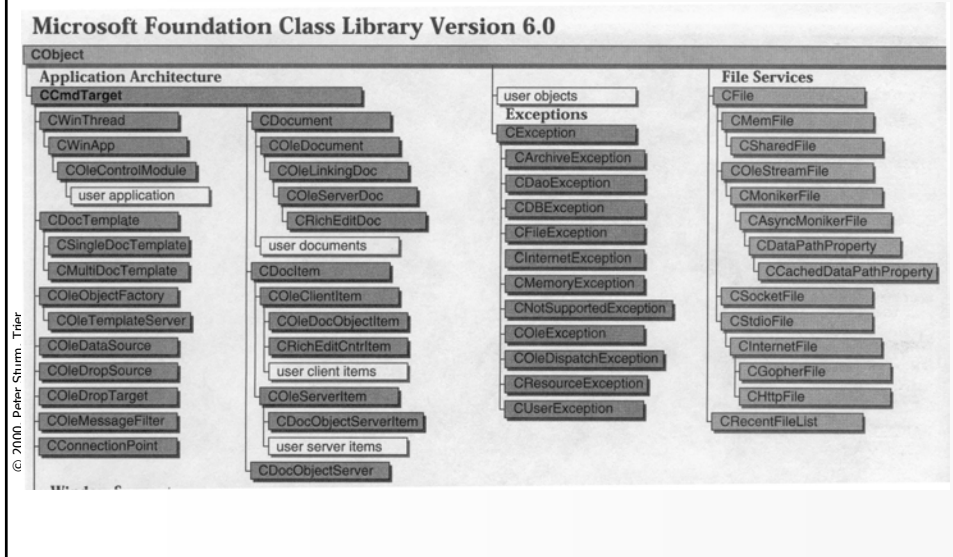 Microsoft Foundation Class Library Version 6.0
CObject
Application Architecture
CCmdTarget
CWinThread
CWinApp
COleControlModule
user application
CDocTemplate
CSingleDocTemplate
CMultiDocTemplate
COleObjectFactory
COleTemplateServer
COleDataSource
COleDropSource
COleDropTarget
COleMessageFilter
CConnectionPoint
CDocument
COleDocument
COleLinkingDoc
COleServerDoc
CRichEditDoc
user documents
CDocItem
COleClientItem
COleDocObjectItem
CRichEditCntrItem
user client items
COleServerItem
CDocObjectServerItem
user server items
CDocObjectServer
user objects
Exceptions
CException
CArchiveException
CDaoException
CDBException
CFileException
CInternetException
CMemoryException
CNotSupportedException
COleException
COleDispatchException
CResourceException
CUserException
File Services
CFile
CMemFile
CSharedFile
COleStreamFile
CMonikerFile
CAsyncMonikerFile
CDataPathProperty
CCachedDataPathProperty
CSocketFile
CStdioFile
CInternetFile
CGopherFile
CHttpFile
CRecentFileList
© 2000, Peter Sturm, Trier